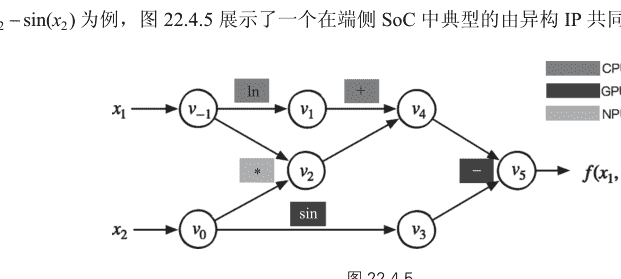 ₂ − sin(x₂) 为例，图 22.4.5 展示了一个在端侧 SoC 中典型的由异构 IP 共同
ln
+
CPU
x₁
v₋₁
v₁
v₄
GPU
NPU
*
v₂
−
v₅
f(x₁,
sin
x₂
v₀
v₃
图 22.4.5